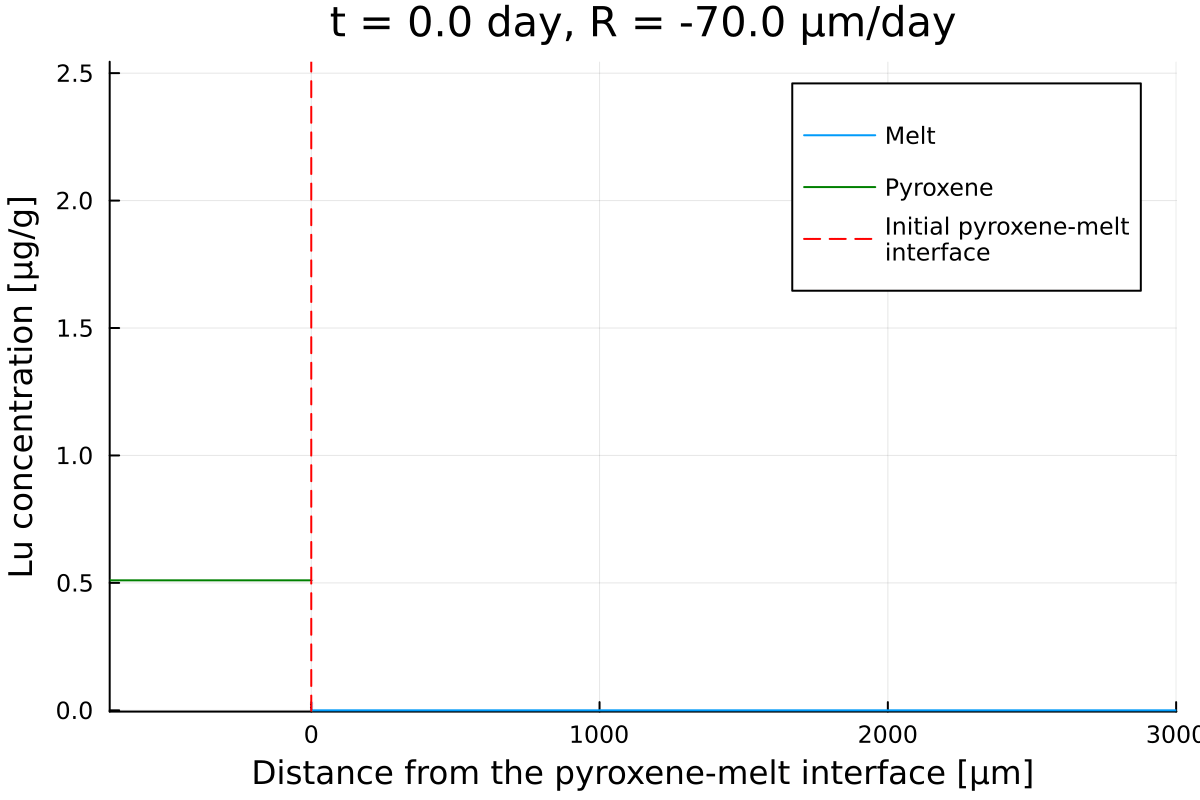 t = 0.0 day, R = -70.0 µm/day
Lu concentration [µg/g]
2.5
2.0
1.5
1.0
0.5
0.0
Melt
Pyroxene
Initial pyroxene-melt
interface
0 1000 2000 3000
Distance from the pyroxene-melt interface [µm]